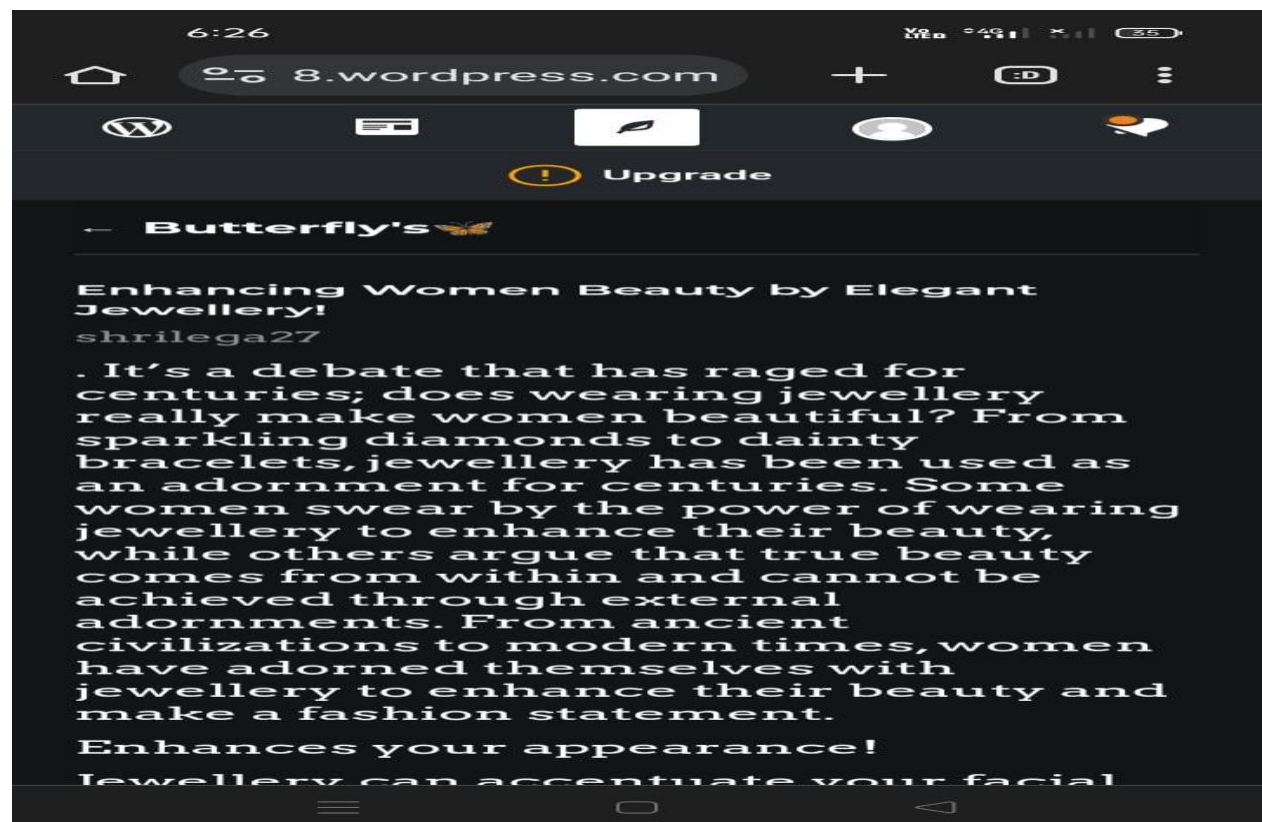 6:26
Vo LTE 4G 35
8.wordpress.com :D
Upgrade
← Butterfly's🦋
Enhancing Women Beauty by Elegant
Jewellery!
shrilega27
. It's a debate that has raged for
centuries; does wearing jewellery
really make women beautiful? From
sparkling diamonds to dainty
bracelets, jewellery has been used as
an adornment for centuries. Some
women swear by the power of wearing
jewellery to enhance their beauty,
while others argue that true beauty
comes from within and cannot be
achieved through external
adornments. From ancient
civilizations to modern times, women
have adorned themselves with
jewellery to enhance their beauty and
make a fashion statement.
Enhances your appearance!
Jewellery can accentuate your facial